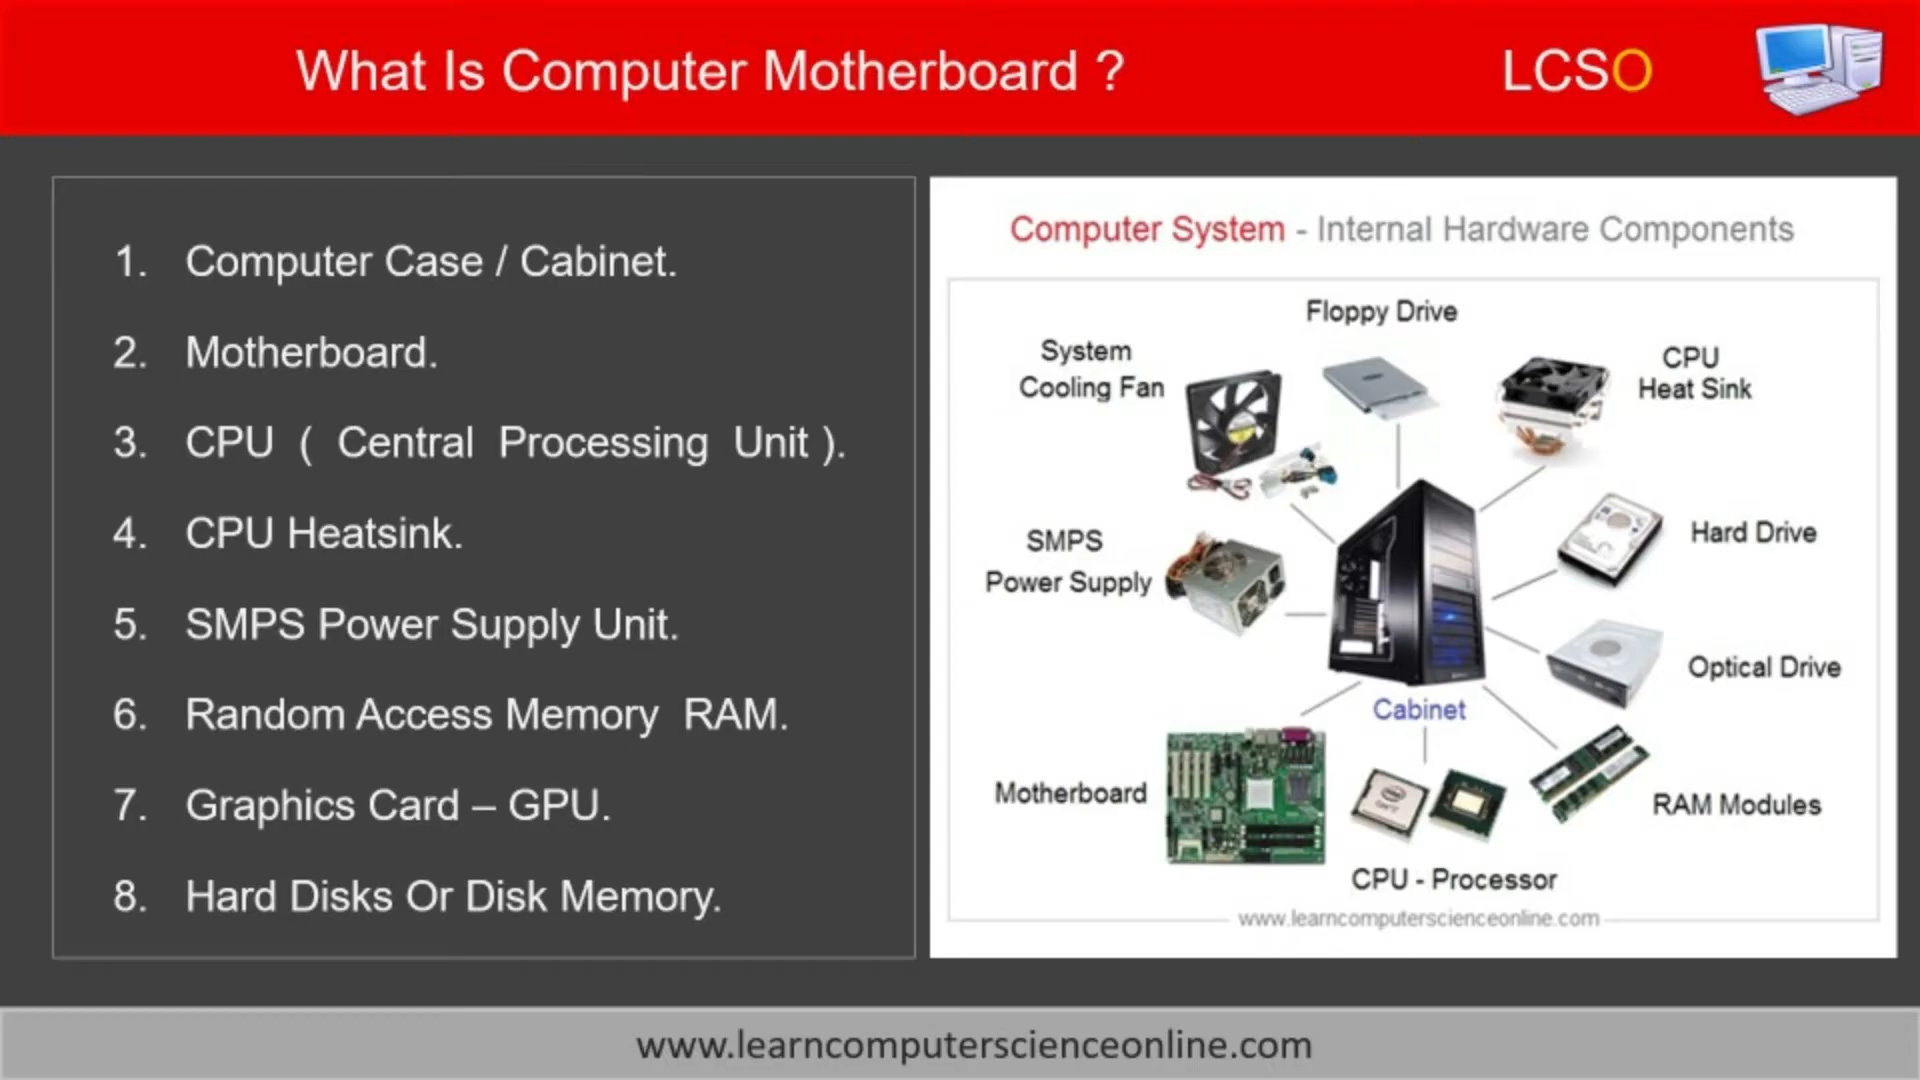 What Is Computer Motherboard ?
LCSO
1. Computer Case / Cabinet.
2. Motherboard.
3. CPU ( Central Processing Unit ).
4. CPU Heatsink.
5. SMPS Power Supply Unit.
6. Random Access Memory RAM.
7. Graphics Card – GPU.
8. Hard Disks Or Disk Memory.
Computer System - Internal Hardware Components
Floppy Drive
System
Cooling Fan
CPU
Heat Sink
SMPS
Power Supply
Hard Drive
Optical Drive
Cabinet
Motherboard
RAM Modules
intel
CPU - Processor
www.learncomputerscienceonline.com
www.learncomputerscienceonline.com